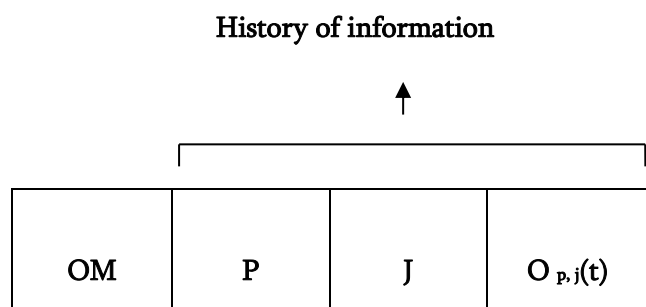 History of information
OM P J O p, j(t)